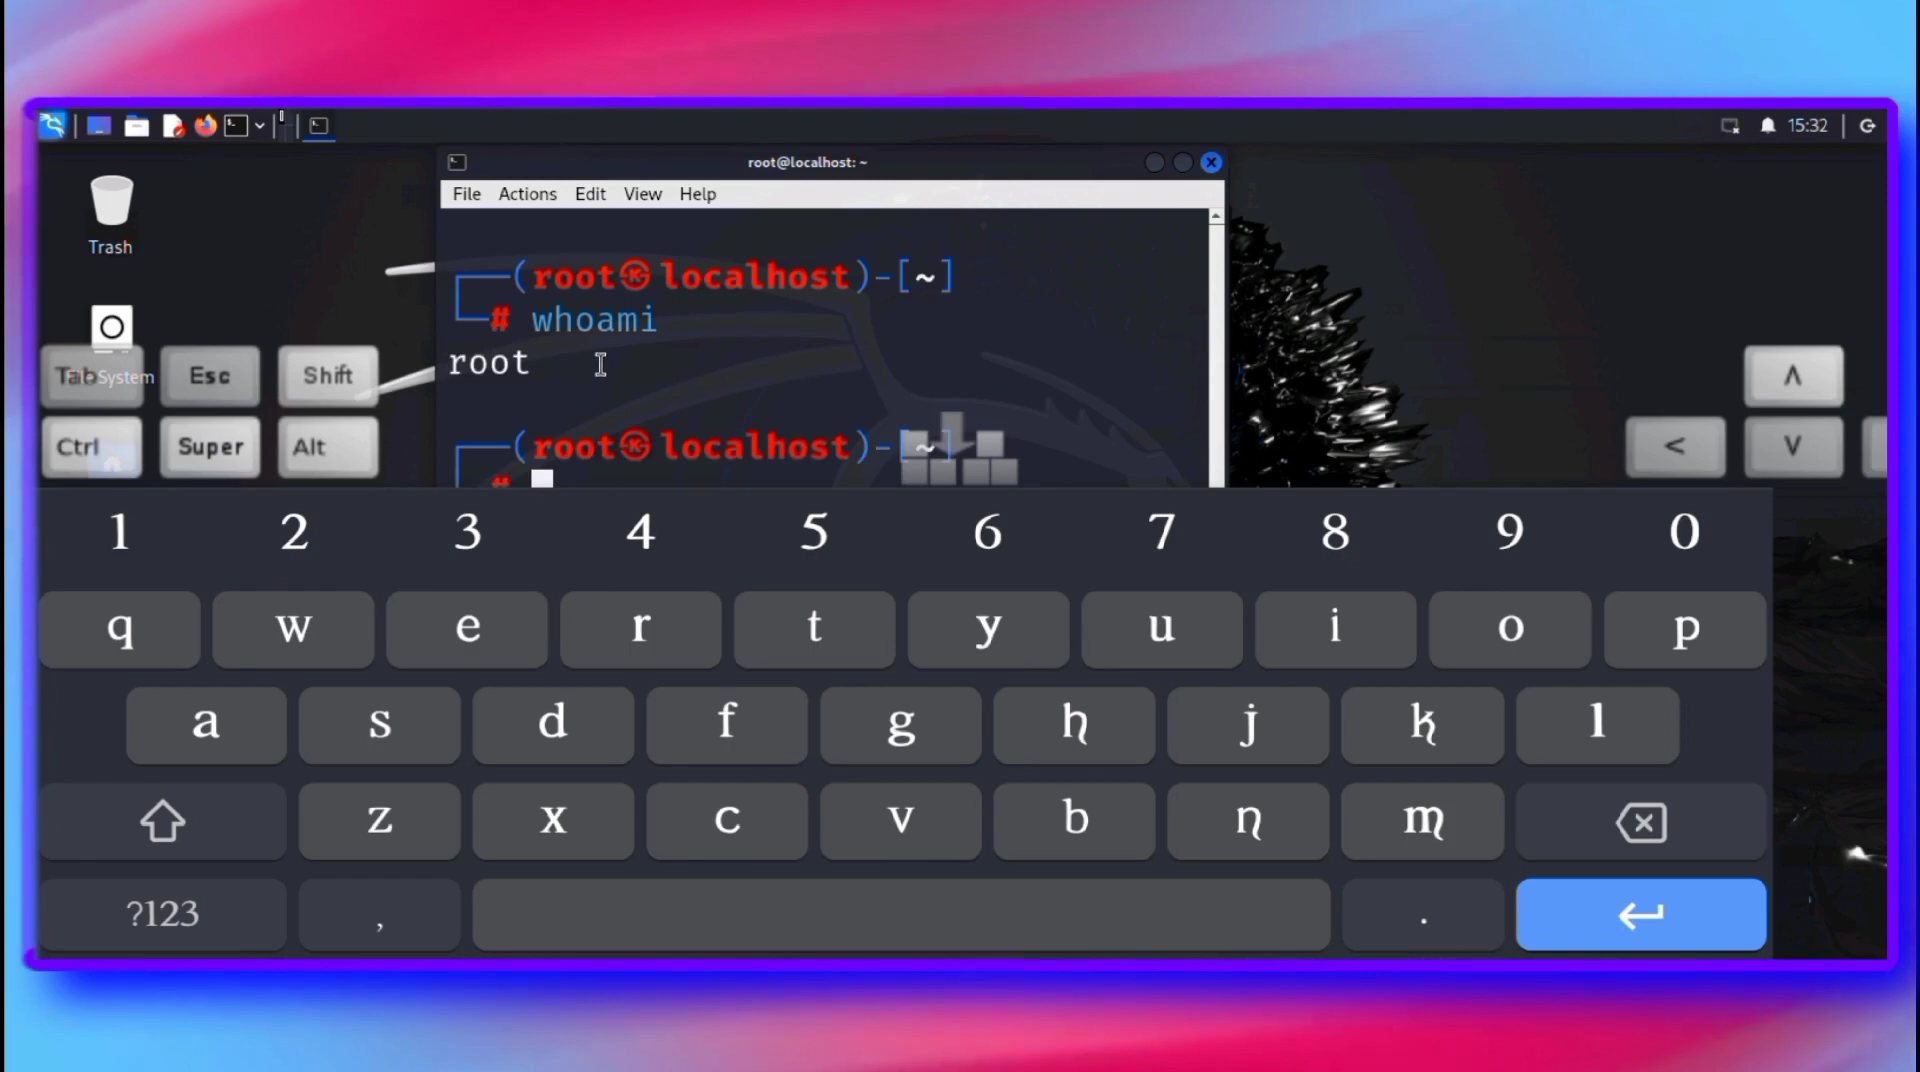 15:32
root@localhost: ~
File Actions Edit View Help
Trash
(root㉿localhost)-[~]
# whoami
root
System
(root㉿localhost)-[~]
#
Tab Esc Shift
Ctrl Super Alt
ʌ
< V
1 2 3 4 5 6 7 8 9 0
q w e r t y u i o p
a s d f g ⱨ j ƙ l
z x c v b ɳ ɱ
?123 , .